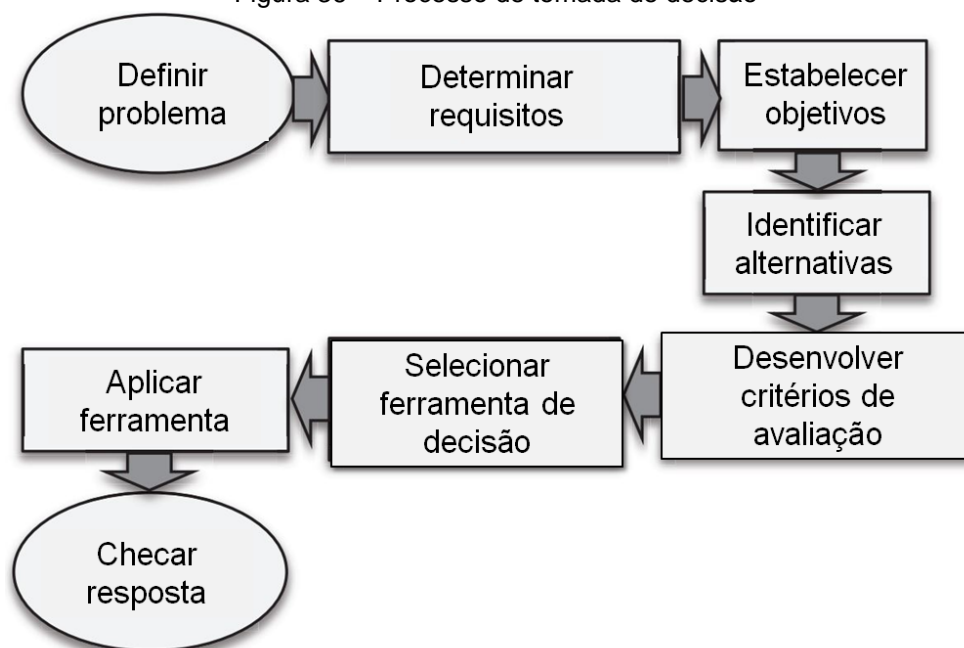 Definir
problema
Determinar
requisitos
Estabelecer
objetivos
Identificar
alternativas
Desenvolver
critérios de
avaliação
Selecionar
ferramenta de
decisão
Aplicar
ferramenta
Checar
resposta